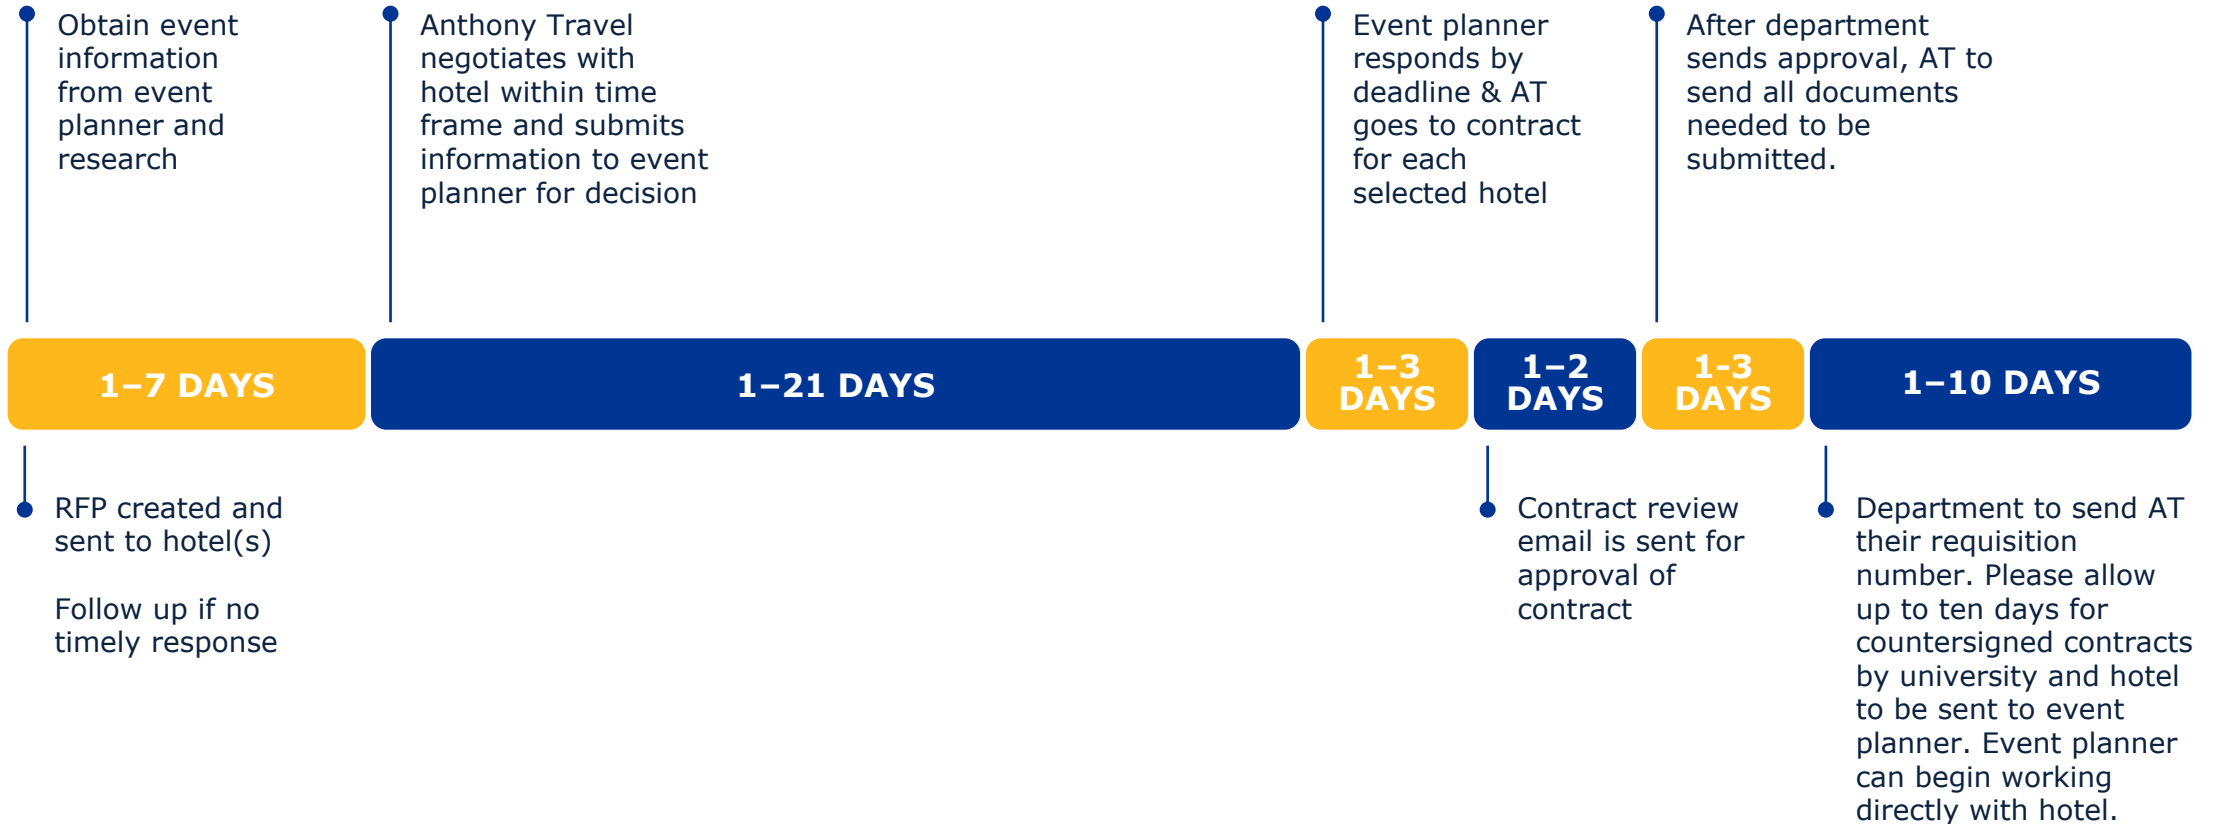 Obtain event
information
from event
planner and
research
Anthony Travel
negotiates with
hotel within time
frame and submits
information to event
planner for decision
Event planner
responds by
deadline & AT
goes to contract
for each
selected hotel
After department
sends approval, AT to
send all documents
needed to be
submitted.
1–7 DAYS
1–21 DAYS
1–3
DAYS
1–2
DAYS
1-3
DAYS
1–10 DAYS
RFP created and
sent to hotel(s)
Follow up if no
timely response
Contract review
email is sent for
approval of
contract
Department to send AT
their requisition
number. Please allow
up to ten days for
countersigned contracts
by university and hotel
to be sent to event
planner. Event planner
can begin working
directly with hotel.